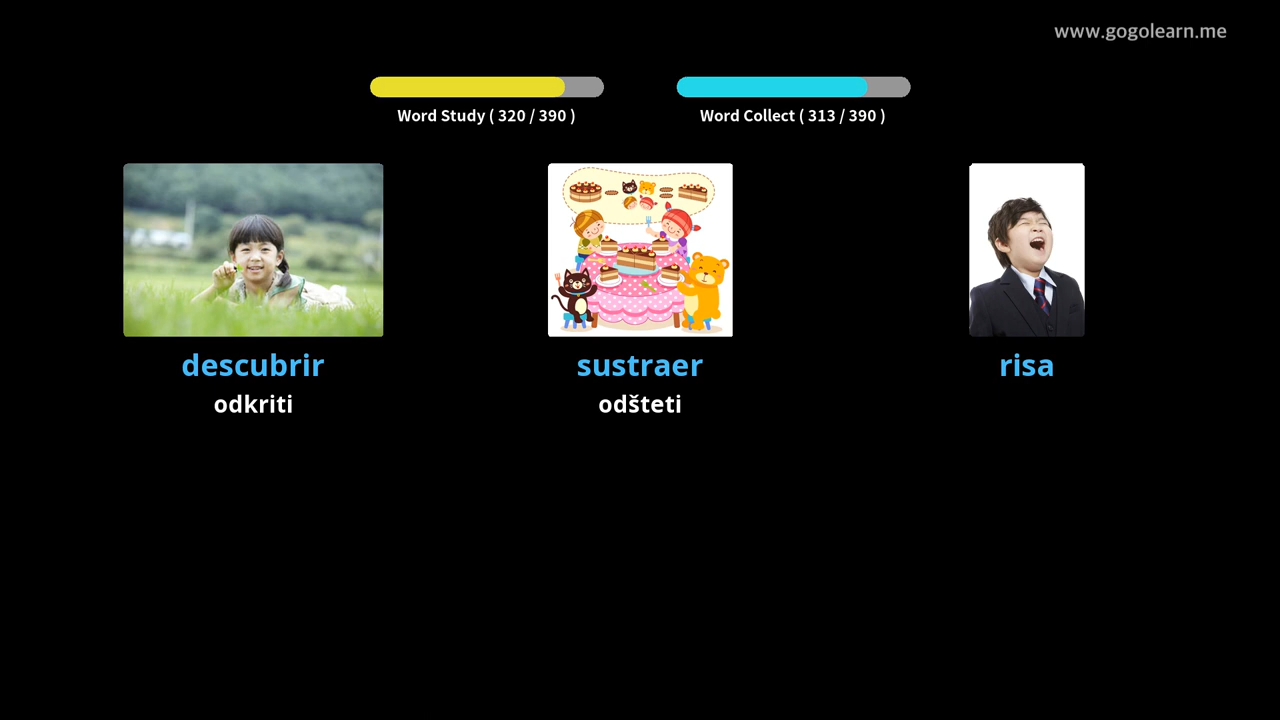 www.gogolearn.me
Word Study ( 320 / 390 )
Word Collect ( 313 / 390 )
descubrir
odkriti
sustraer
odšteti
risa